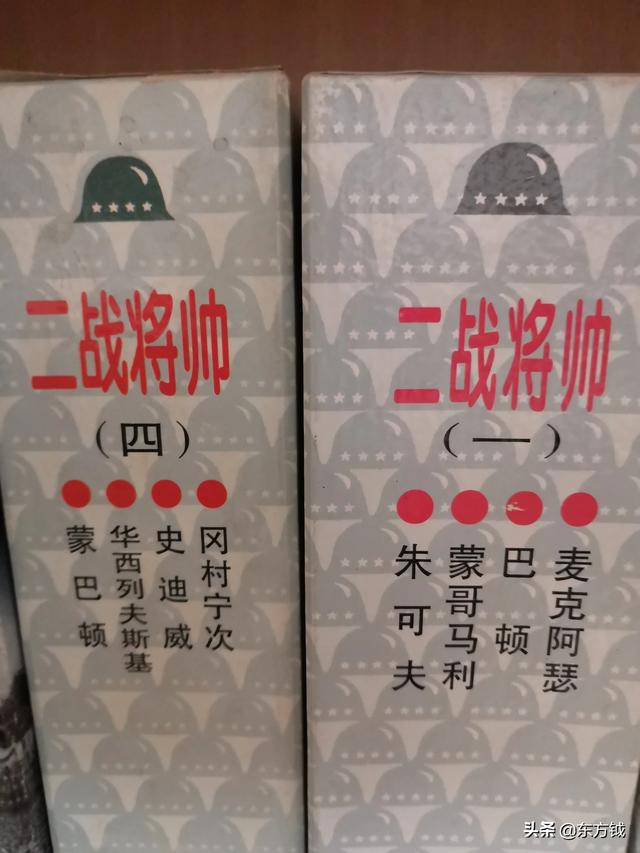 二战将帅
（四）
冈村宁次
史迪威
华西列夫斯基
蒙巴顿
二战将帅
（一）
麦克阿瑟
巴顿
蒙哥马利
朱可夫
头条 @东方钺